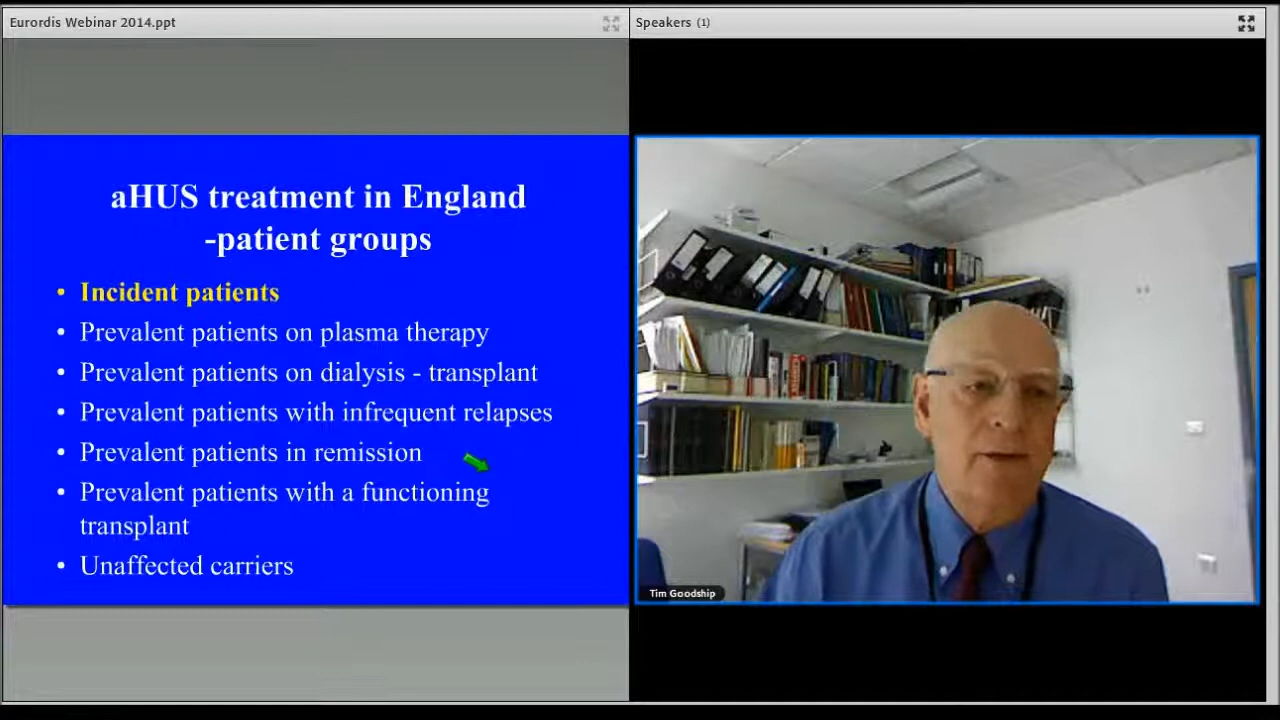 Eurordis Webinar 2014.ppt
Speakers (1)
aHUS treatment in England
-patient groups
• Incident patients
• Prevalent patients on plasma therapy
• Prevalent patients on dialysis - transplant
• Prevalent patients with infrequent relapses
• Prevalent patients in remission
• Prevalent patients with a functioning
transplant
• Unaffected carriers
Tim Goodship